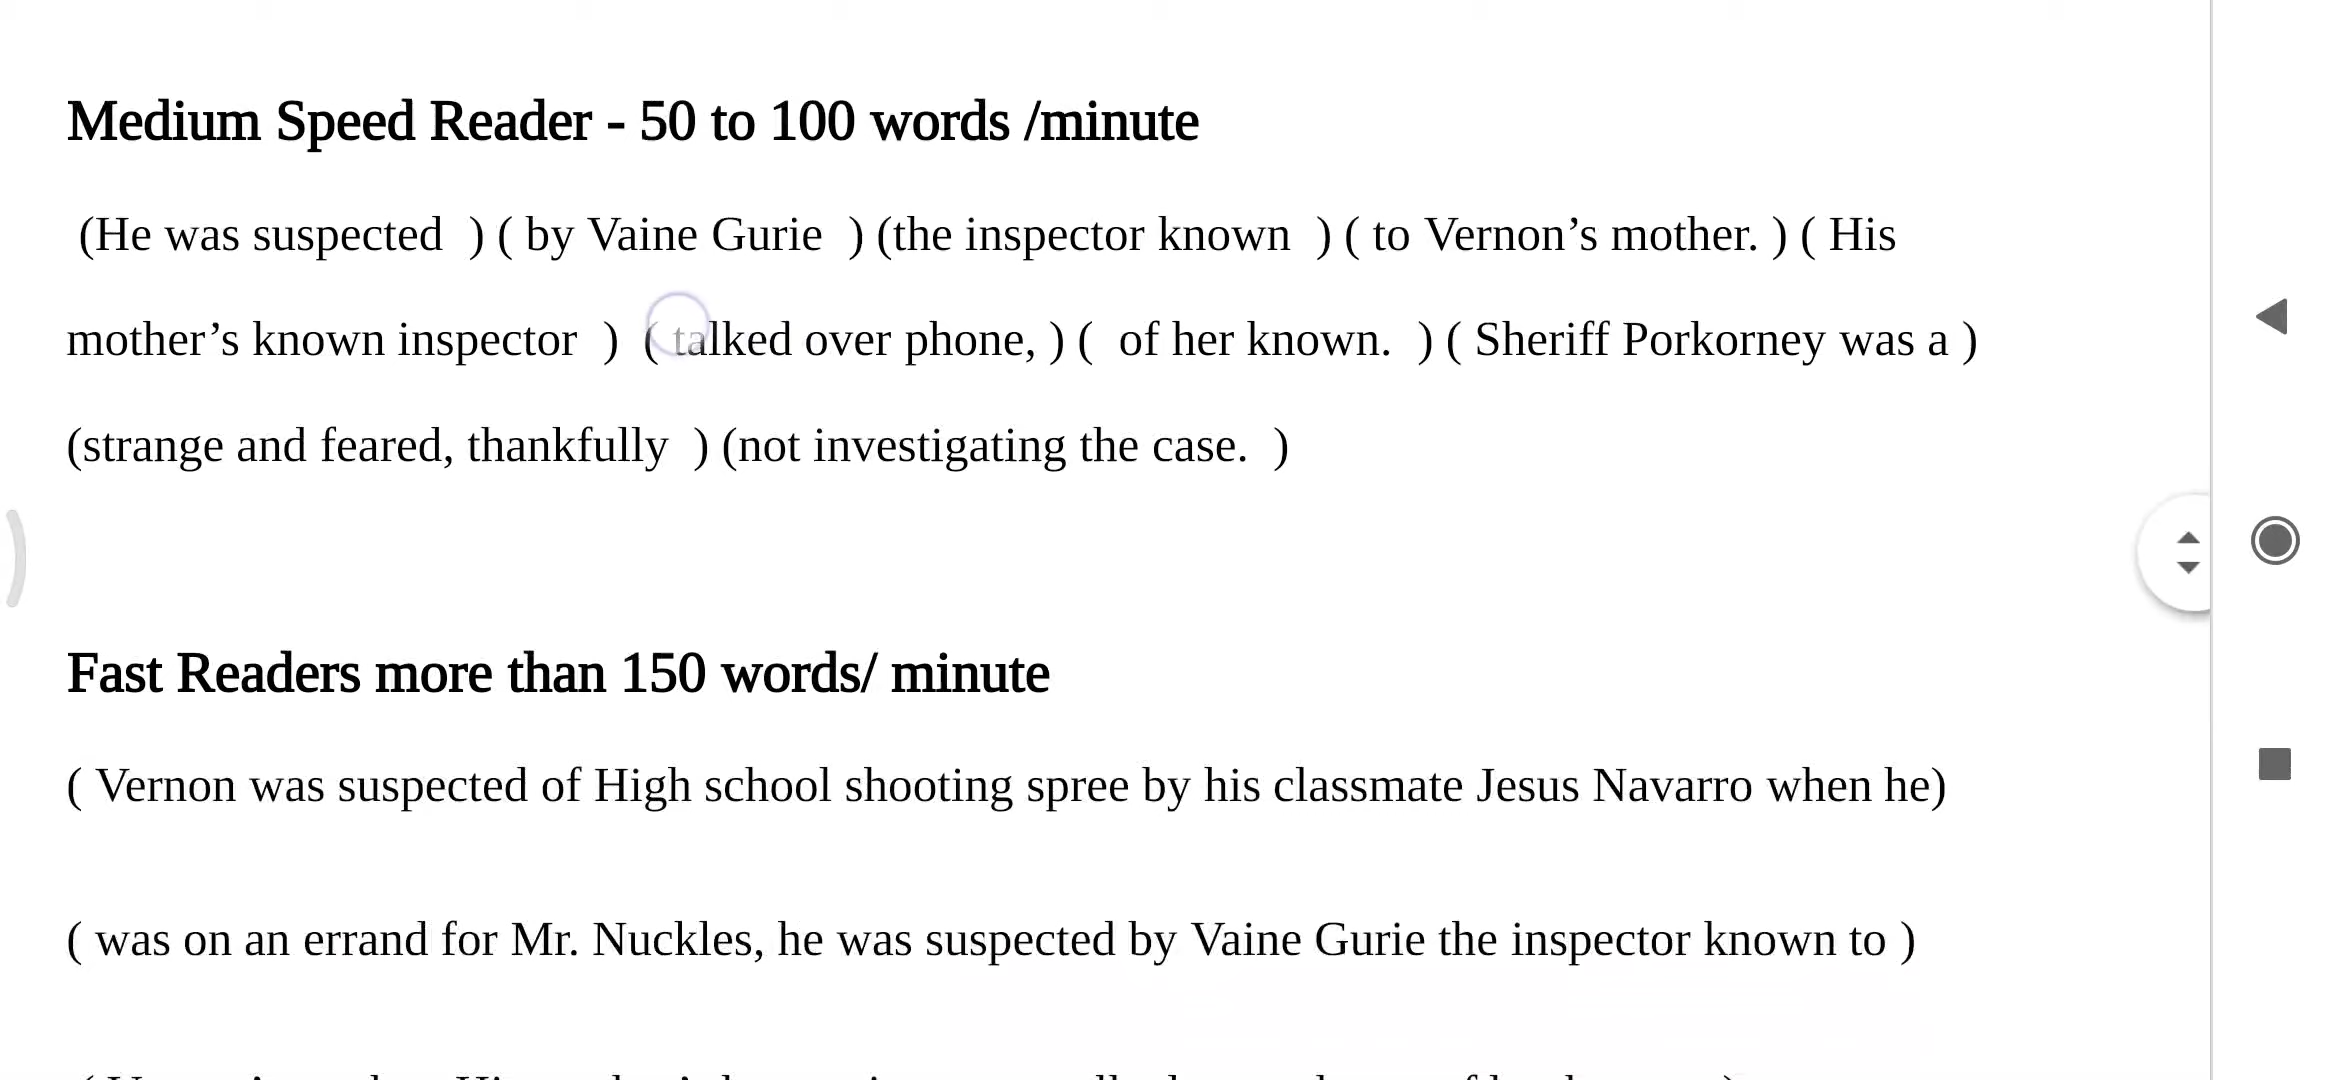 Medium Speed Reader - 50 to 100 words /minute
(He was suspected ) ( by Vaine Gurie ) (the inspector known ) ( to Vernon’s mother. ) ( His
mother’s known inspector ) ( talked over phone, ) ( of her known. ) ( Sheriff Porkorney was a )
(strange and feared, thankfully ) (not investigating the case. )
Fast Readers more than 150 words/ minute
( Vernon was suspected of High school shooting spree by his classmate Jesus Navarro when he)
( was on an errand for Mr. Nuckles, he was suspected by Vaine Gurie the inspector known to )